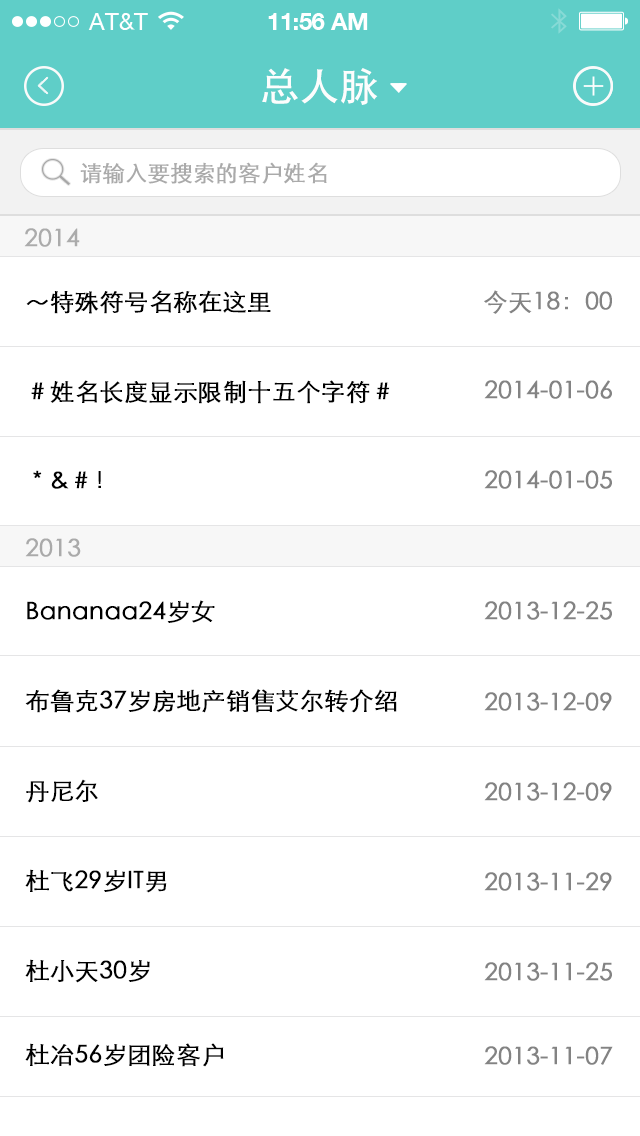 AT&T 11:56 AM
总人脉
请输入要搜索的客户姓名
2014
～特殊符号名称在这里 今天18：00
#姓名长度显示限制十五个字符# 2014-01-06
*&#! 2014-01-05
2013
Bananaa24岁女 2013-12-25
布鲁克37岁房地产销售艾尔转介绍 2013-12-09
丹尼尔 2013-12-09
杜飞29岁IT男 2013-11-29
杜小天30岁 2013-11-25
杜冶56岁团险客户 2013-11-07